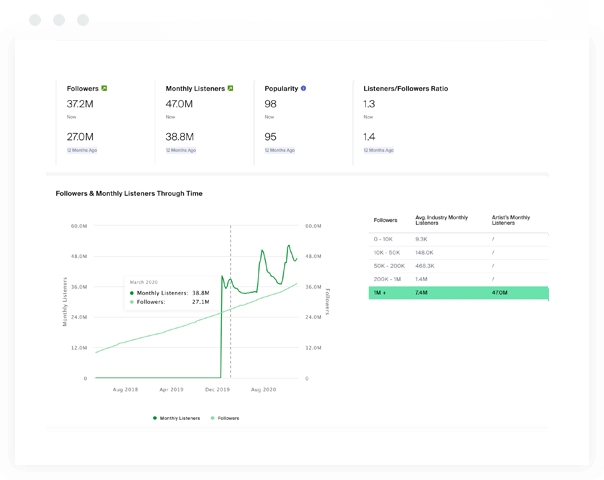 Followers Monthly Listeners Popularity Listeners/Followers Ratio
37.2M 47.0M 98 1.3
Now Now Now Now
27.0M 38.8M 95 1.4
12 Months Ago 12 Months Ago 12 Months Ago 12 Months Ago
Followers & Monthly Listeners Through Time
60.0M 60.0M
48.0M 48.0M
36.0M 36.0M
24.0M 24.0M
12.0M 12.0M
0 0
Monthly Listeners
Followers
March 2020
Monthly Listeners: 38.8M
Followers: 27.1M
Aug 2018 Apr 2019 Dec 2019 Aug 2020
Monthly Listeners Followers
Followers Avg. Industry Monthly Listeners Artist's Monthly Listeners
0 - 10K 9.3K /
10K - 50K 148.0K /
50K - 200K 468.3K /
200K - 1M 1.4M /
1M + 7.4M 47.0M